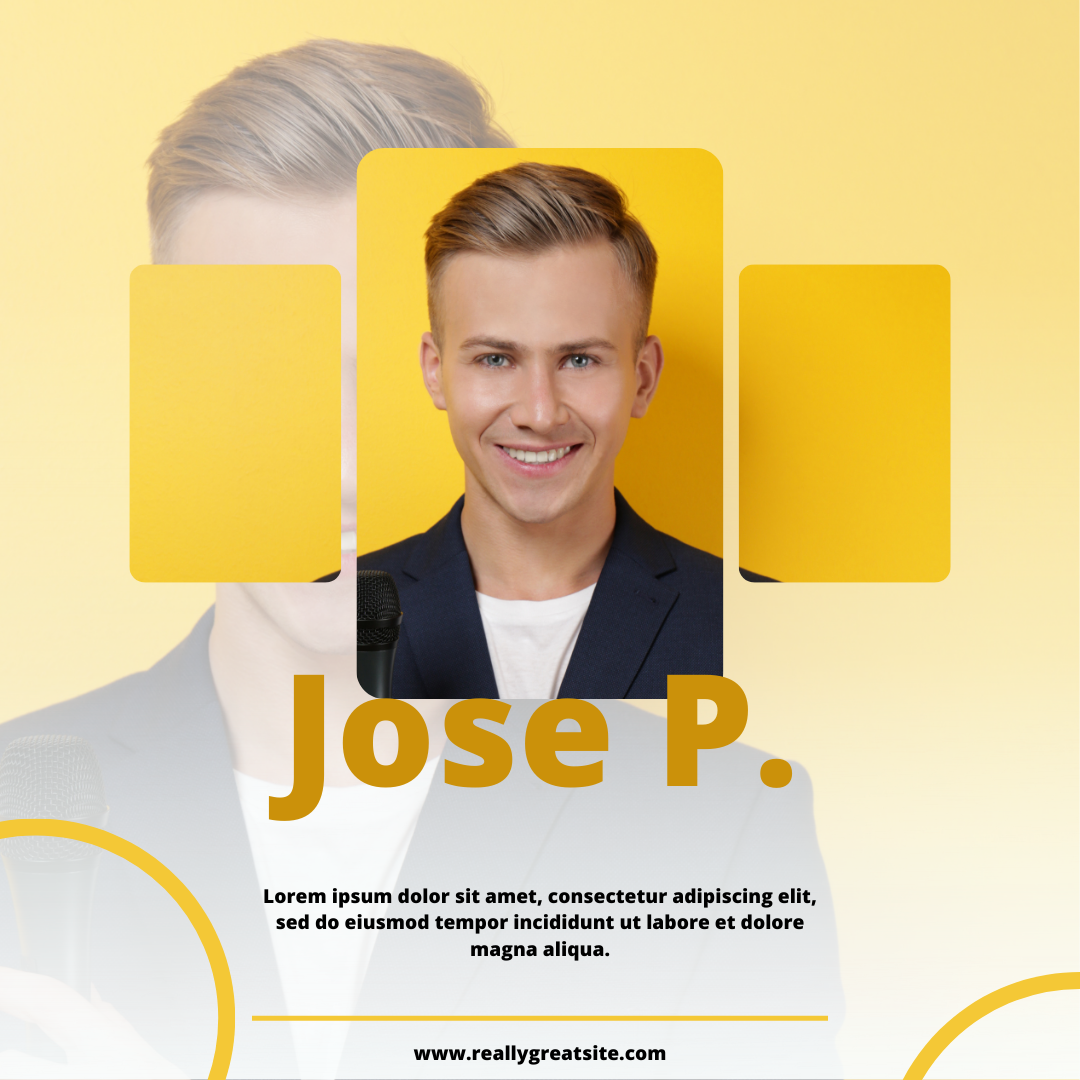 Jose P.
Lorem ipsum dolor sit amet, consectetur adipiscing elit,
sed do eiusmod tempor incididunt ut labore et dolore
magna aliqua.
www.reallygreatsite.com